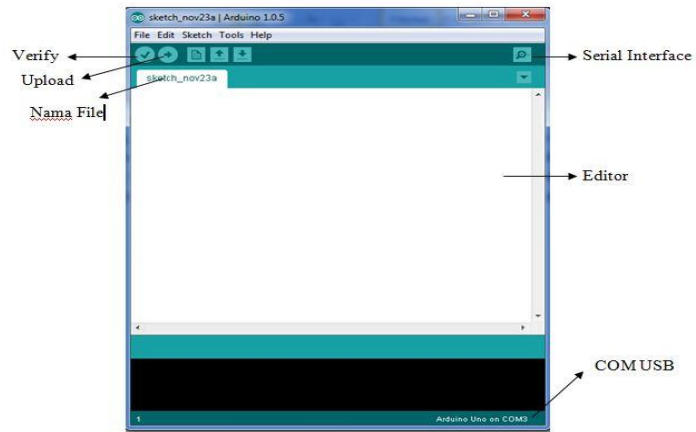 sketch_nov23a | Arduino 1.0.5
File Edit Sketch Tools Help
Verify
Upload
Nama File
sketch_nov23a
Serial Interface
Editor
COM USB
1
Arduino Uno on COM3